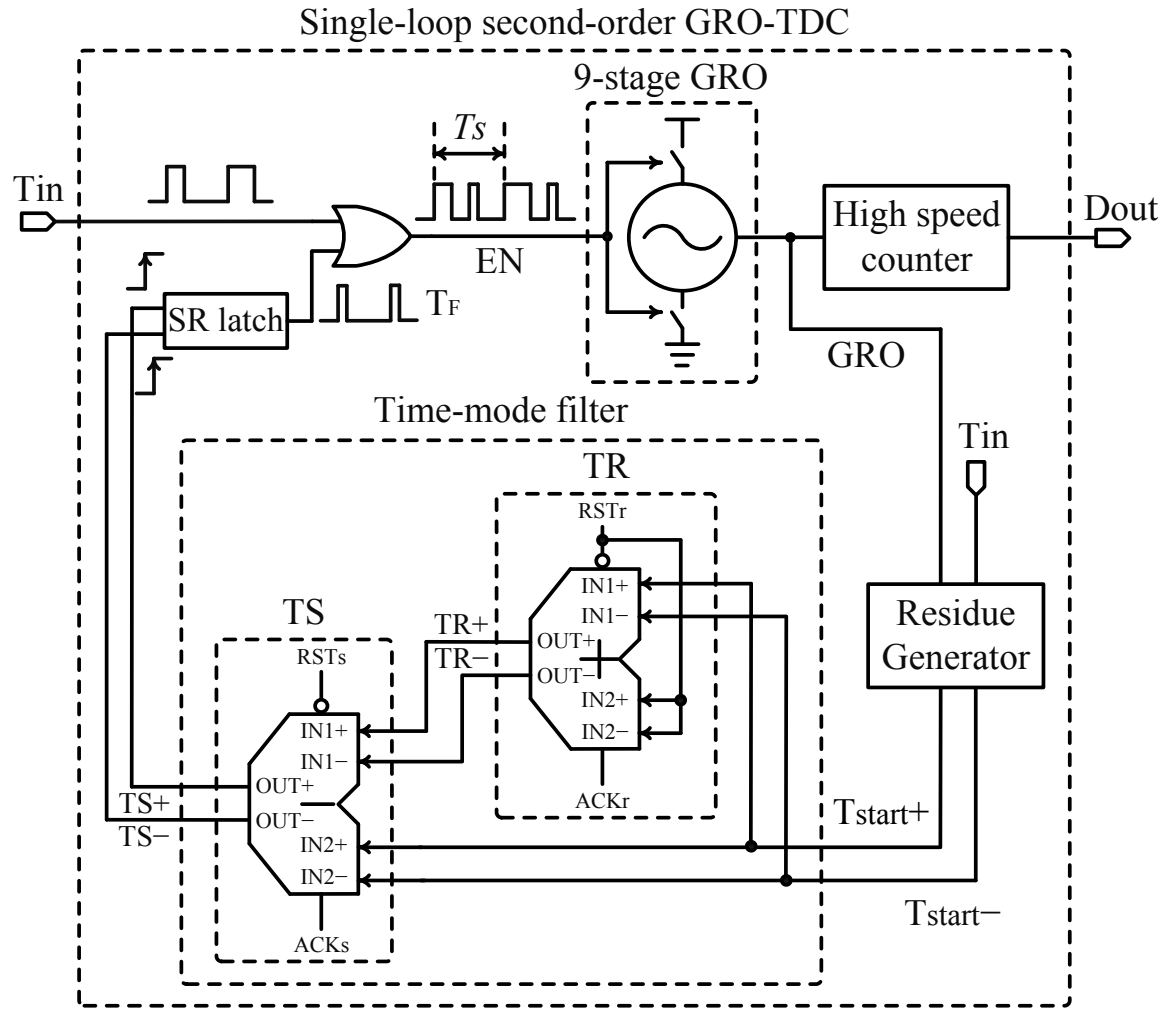 Single-loop second-order GRO-TDC
9-stage GRO
Ts
Tin
EN
High speed
counter
Dout
SR latch
TF
GRO
Time-mode filter
Tin
TR
RSTr
IN1+
IN1−
OUT+
OUT−
IN2+
IN2−
ACKr
Residue
Generator
TS
RSTs
TR+
TR−
IN1+
IN1−
OUT+
OUT−
IN2+
IN2−
ACKs
TS+
TS−
Tstart+
Tstart−